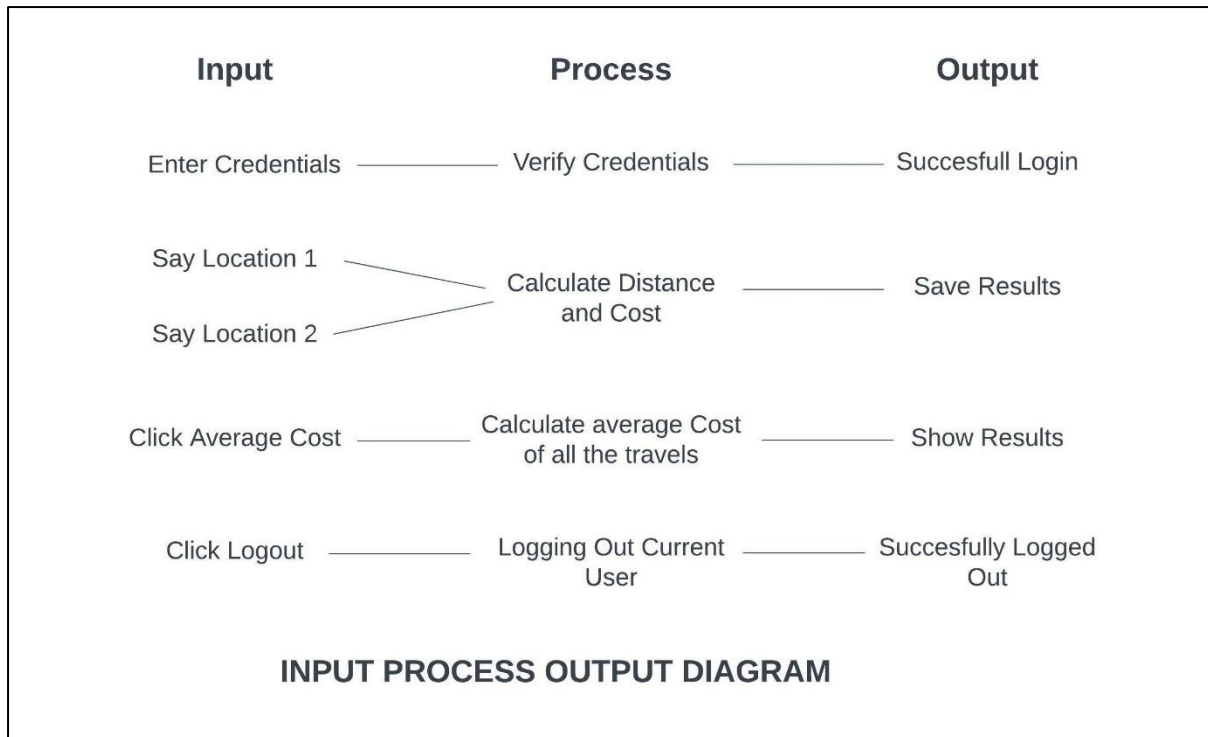 Input Process Output
Enter Credentials Verify Credentials Succesfull Login
Say Location 1
Say Location 2
Calculate Distance
and Cost
Save Results
Click Average Cost
Calculate average Cost
of all the travels
Show Results
Click Logout
Logging Out Current
User
Succesfully Logged
Out
INPUT PROCESS OUTPUT DIAGRAM